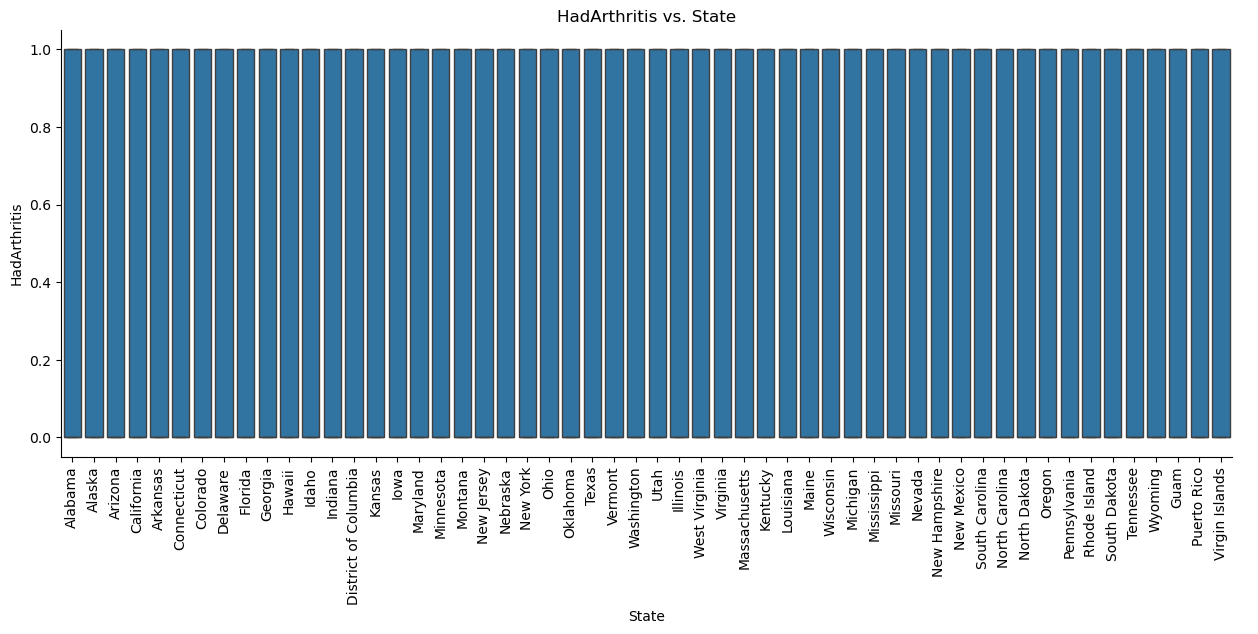 HadArthritis vs. State
HadArthritis
1.0
0.8
0.6
0.4
0.2
0.0
Alabama
Alaska
Arizona
California
Arkansas
Connecticut
Colorado
Delaware
Florida
Georgia
Hawaii
Idaho
Indiana
District of Columbia
Kansas
Iowa
Maryland
Minnesota
Montana
New Jersey
Nebraska
New York
Ohio
Oklahoma
Texas
Vermont
Washington
Utah
Illinois
West Virginia
Virginia
Massachusetts
Kentucky
Louisiana
Maine
Wisconsin
Michigan
Mississippi
Missouri
Nevada
New Hampshire
New Mexico
South Carolina
North Carolina
North Dakota
Oregon
Pennsylvania
Rhode Island
South Dakota
Tennessee
Wyoming
Guam
Puerto Rico
Virgin Islands
State